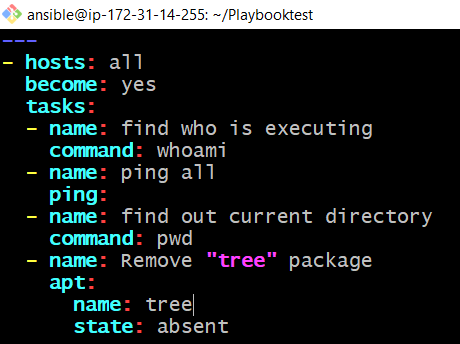 ansible@ip-172-31-14-255: ~/Playbooktest
---
- hosts: all
  become: yes
  tasks:
  - name: find who is executing
    command: whoami
  - name: ping all
    ping:
  - name: find out current directory
    command: pwd
  - name: Remove "tree" package
    apt:
      name: tree
      state: absent